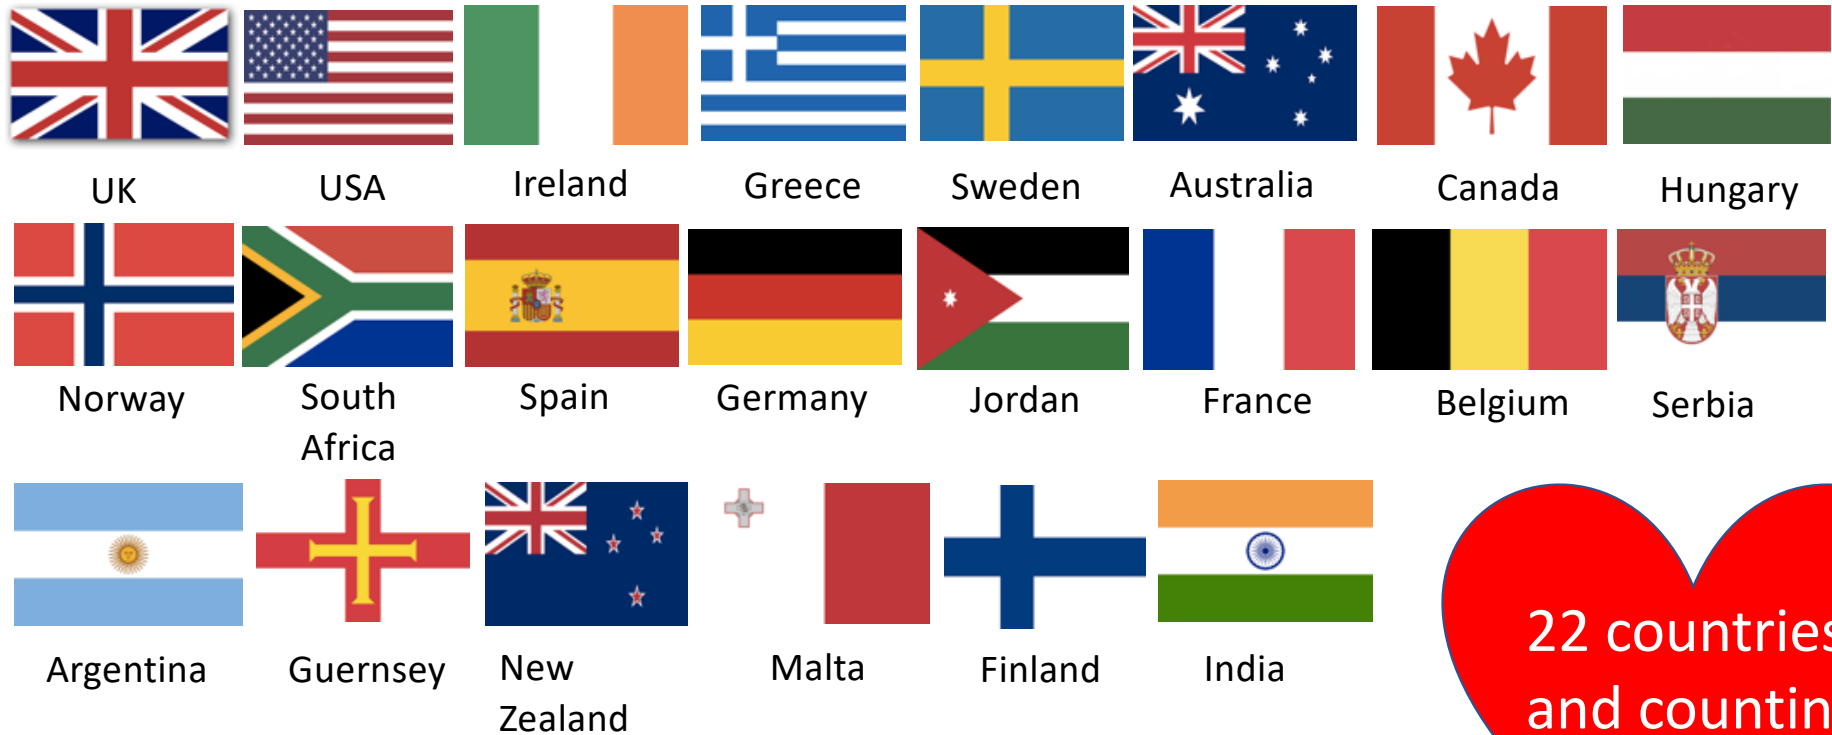 UK
USA
Ireland
Greece
Sweden
Australia
Canada
Hungary
Norway
South
Africa
Spain
Germany
Jordan
France
Belgium
Serbia
Argentina
Guernsey
New
Zealand
Malta
Finland
India
22 countries
and countin